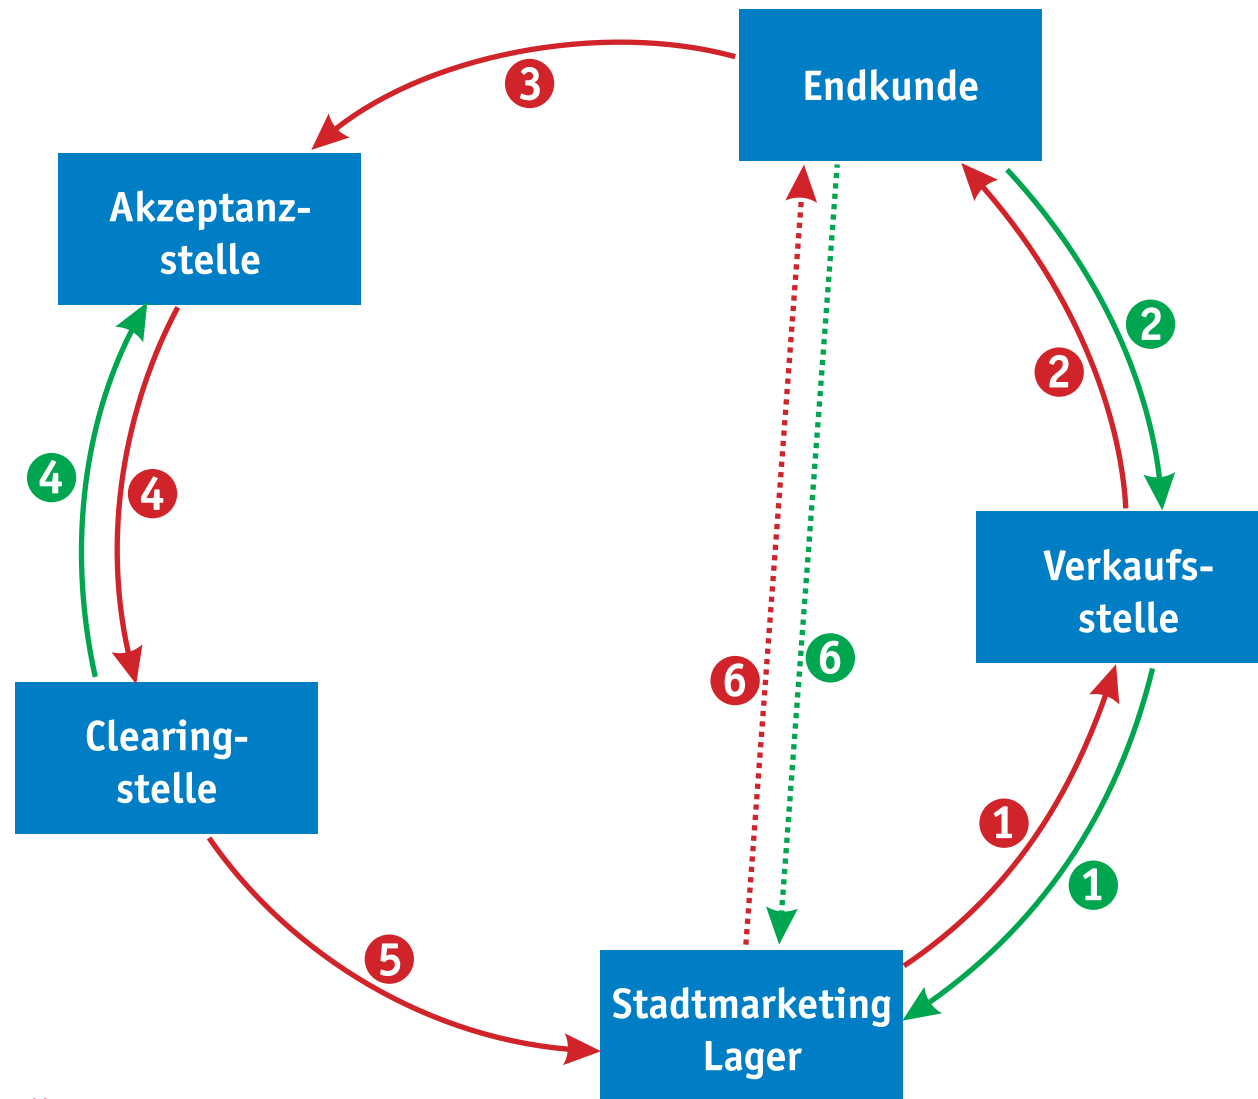 Endkunde
3
Akzeptanz-
stelle
2
2
4
4
Verkaufs-
stelle
6
6
Clearing-
stelle
1
1
5
Stadtmarketing
Lager